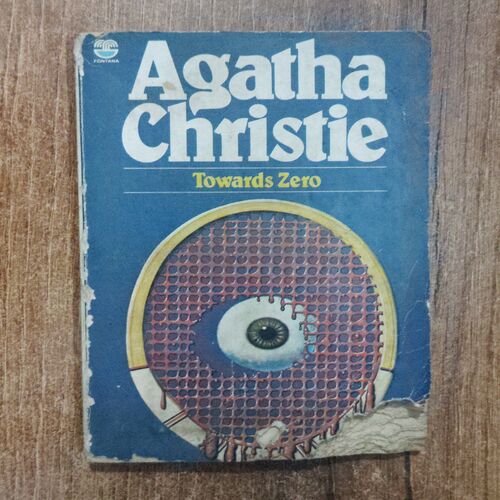 FONTANA
Agatha
Christie
Towards Zero